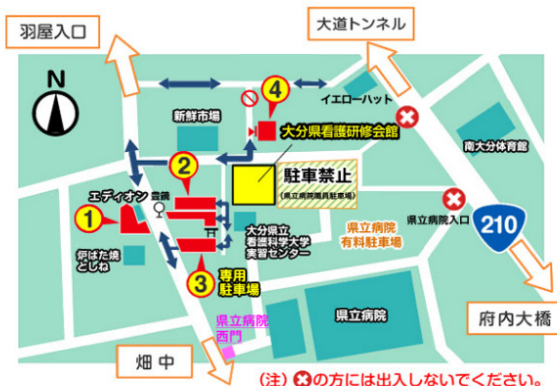 羽屋入口
大道トンネル
N
④
イエローハット
新鮮市場
大分県看護研修会館
南大分体育館
②
駐車禁止
(県立病院職員駐車場)
エディオン
豊鏡
①
県立病院入口
210
大分県立
看護科学大学
実習センター
県立病院
有料駐車場
炉ばた焼
としね
③
専用
駐車場
県立病院
県立病院
西門
府内大橋
畑中
(注)❌の方には出入しないでください。